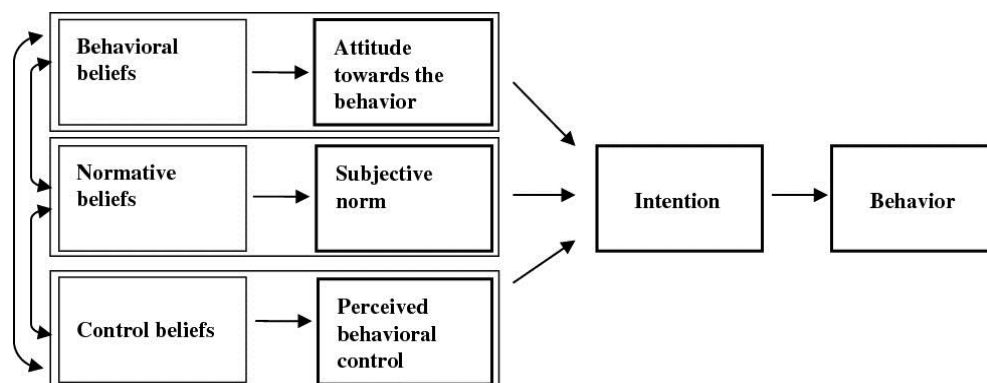 Behavioral
beliefs
Attitude
towards the
behavior
Normative
beliefs
Subjective
norm
Intention
Behavior
Control beliefs
Perceived
behavioral
control